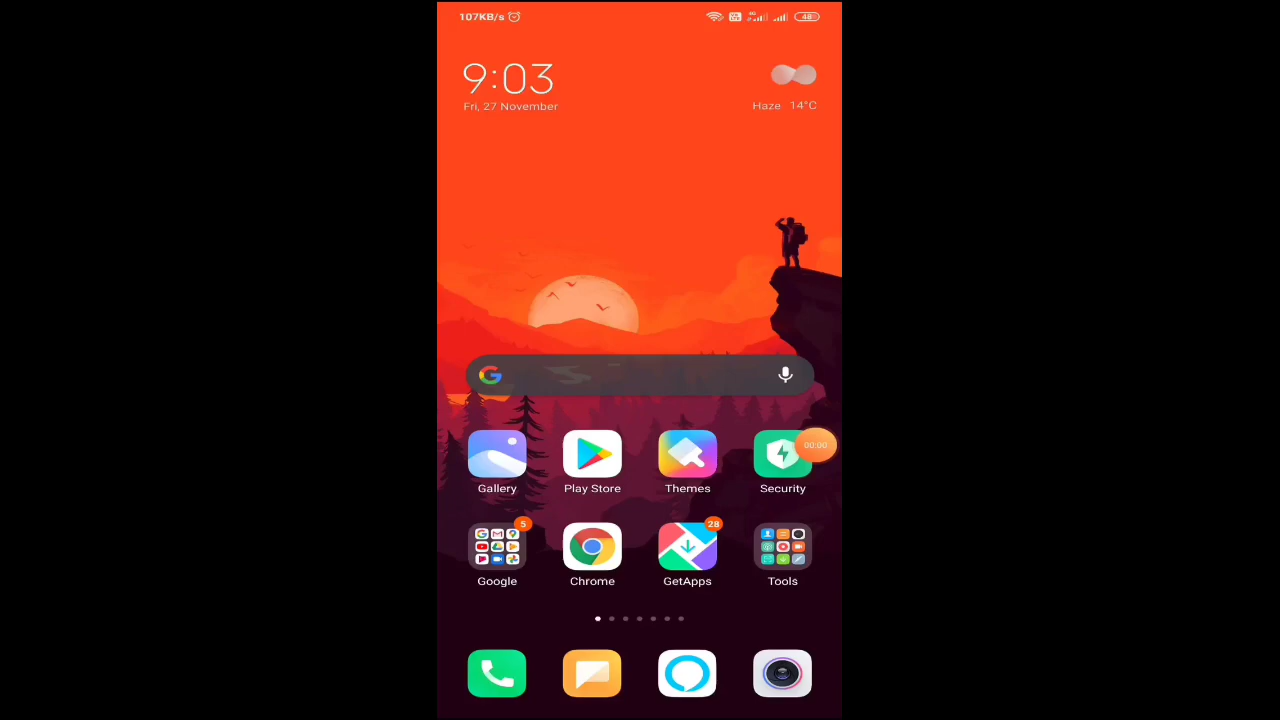 107KB/s
48
9:03
Fri, 27 November
Haze 14°C
G
Gallery
Play Store
Themes
Security
00:00
5
28
Google
Chrome
GetApps
Tools